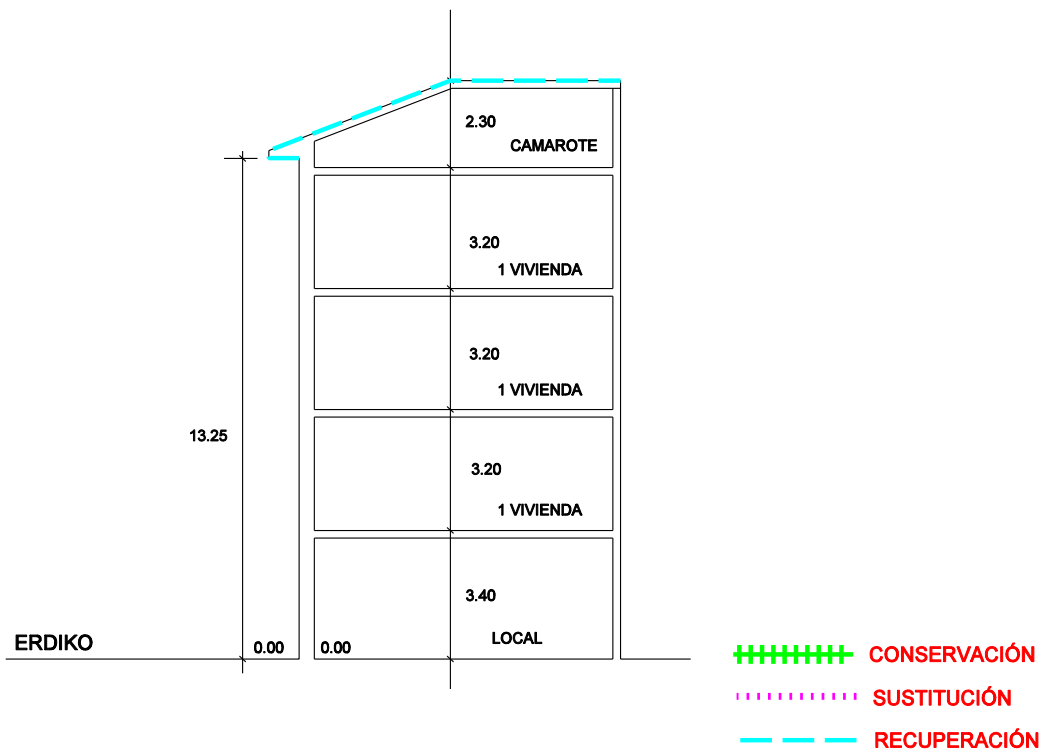 2.30
CAMAROTE
3.20
1 VIVIENDA
3.20
1 VIVIENDA
13.25
3.20
1 VIVIENDA
3.40
LOCAL
ERDIKO
0.00
0.00
CONSERVACIÓN
SUSTITUCIÓN
RECUPERACIÓN